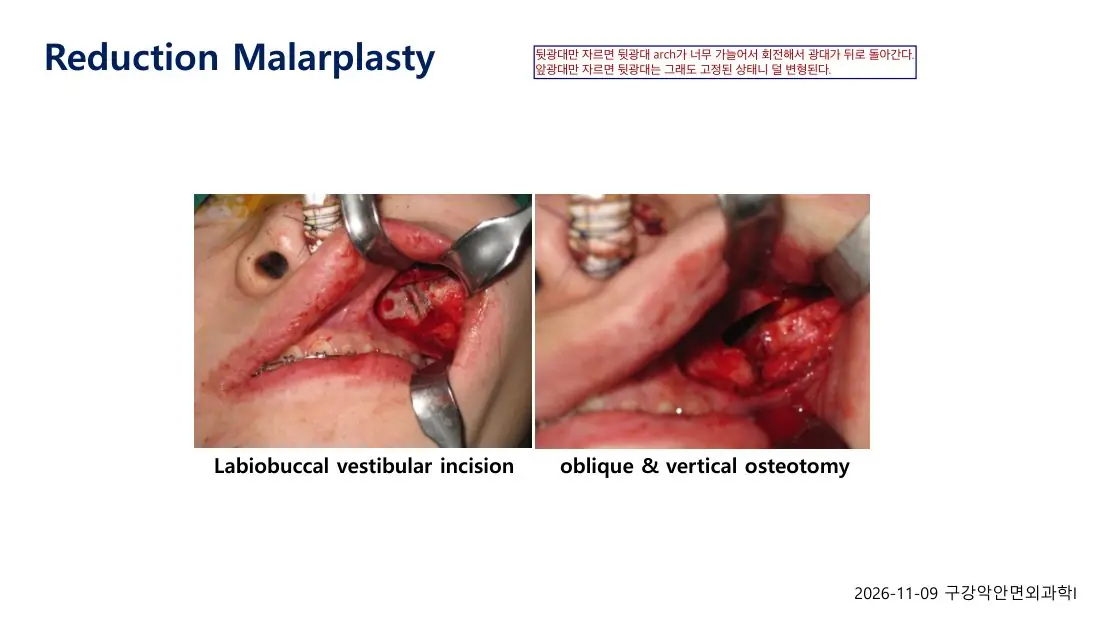 Reduction Malarplasty
뒷광대만 자르면 뒷광대 arch가 너무 가늘어서 회전해서 광대가 뒤로 돌아간다.
앞광대만 자르면 뒷광대는 그래도 고정된 상태니 덜 변형된다.
Labiobuccal vestibular incision
oblique & vertical osteotomy
2026-11-09 구강악안면외과학I